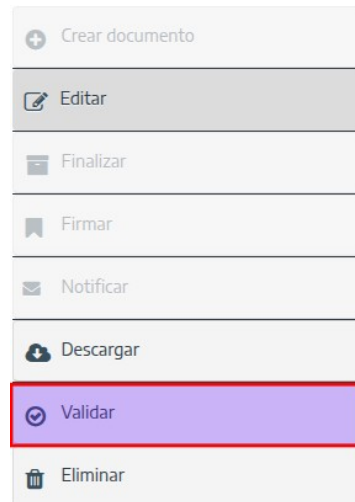 Crear documento
Editar
Finalizar
Firmar
Notificar
Descargar
Validar
Eliminar